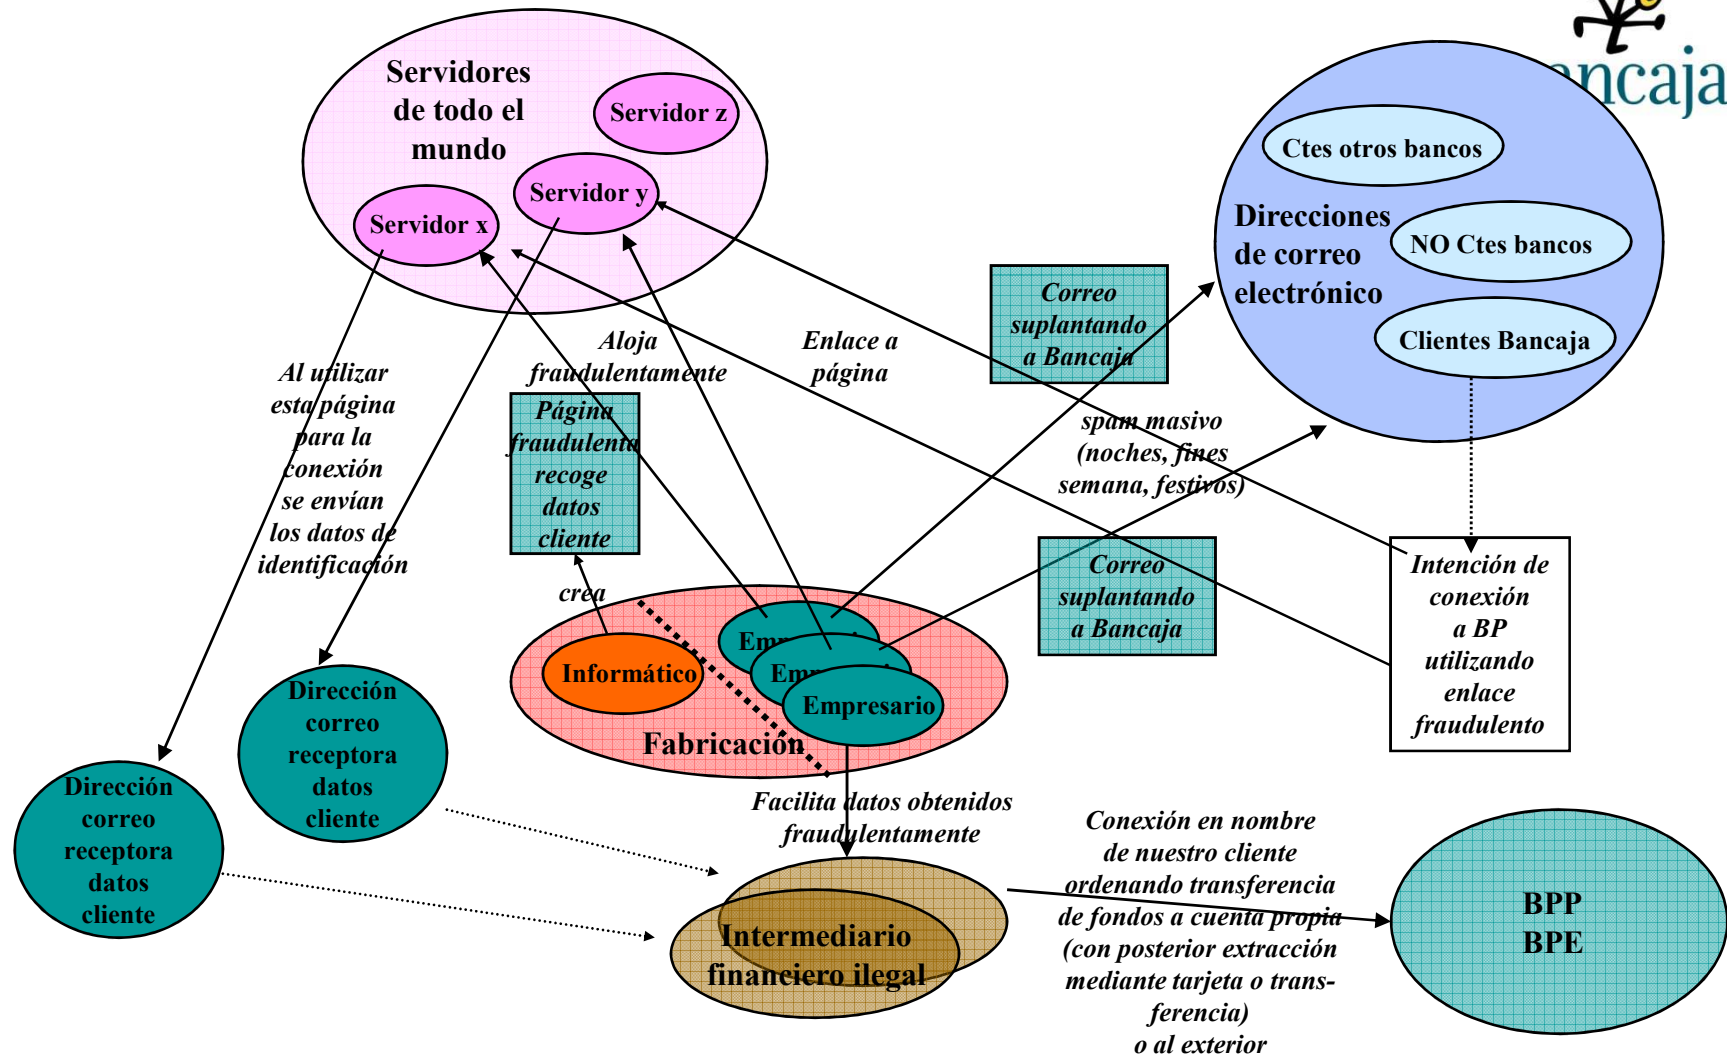 Servidores
de todo el
mundo
Servidor z
Servidor y
Servidor x
ancaja
Ctes otros bancos
Direcciones
de correo
electrónico
NO Ctes bancos
Clientes Bancaja
Correo
suplantando
a Bancaja
Enlace a
página
Aloja
fraudulentamente
Al utilizar
esta página
para la
conexión
se envían
los datos de
identificación
Página
fraudulenta
recoge
datos
cliente
spam masivo
(noches, fines
semana, festivos)
Correo
suplantando
a Bancaja
Intención de
conexión
a BP
utilizando
enlace
fraudulento
crea
Informático
Empresario
Fabricación
Dirección
correo
receptora
datos
cliente
Dirección
correo
receptora
datos
cliente
Facilita datos obtenidos
fraudulentamente
Intermediario
financiero ilegal
Conexión en nombre
de nuestro cliente
ordenando transferencia
de fondos a cuenta propia
(con posterior extracción
mediante tarjeta o trans-
ferencia)
o al exterior
BPP
BPE